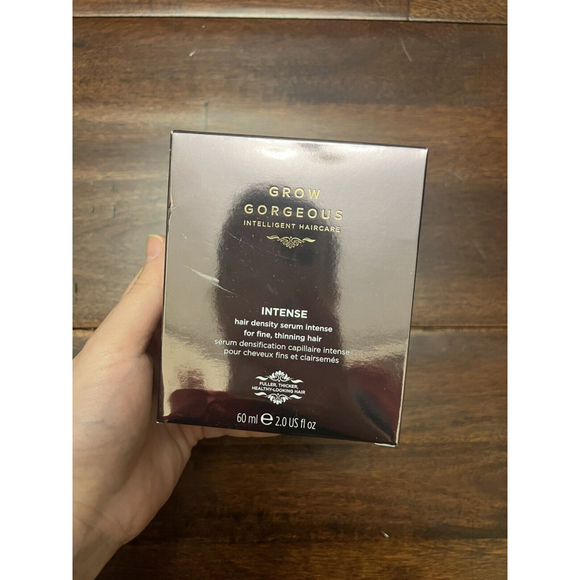 GROW
GORGEOUS
INTELLIGENT HAIRCARE
INTENSE
hair density serum intense
for fine, thinning hair
sérum densification capillaire intense
pour cheveux fins et clairsemés
FULLER, THICKER,
HEALTHY-LOOKING HAIR
60 ml e 2.0 US fl oz